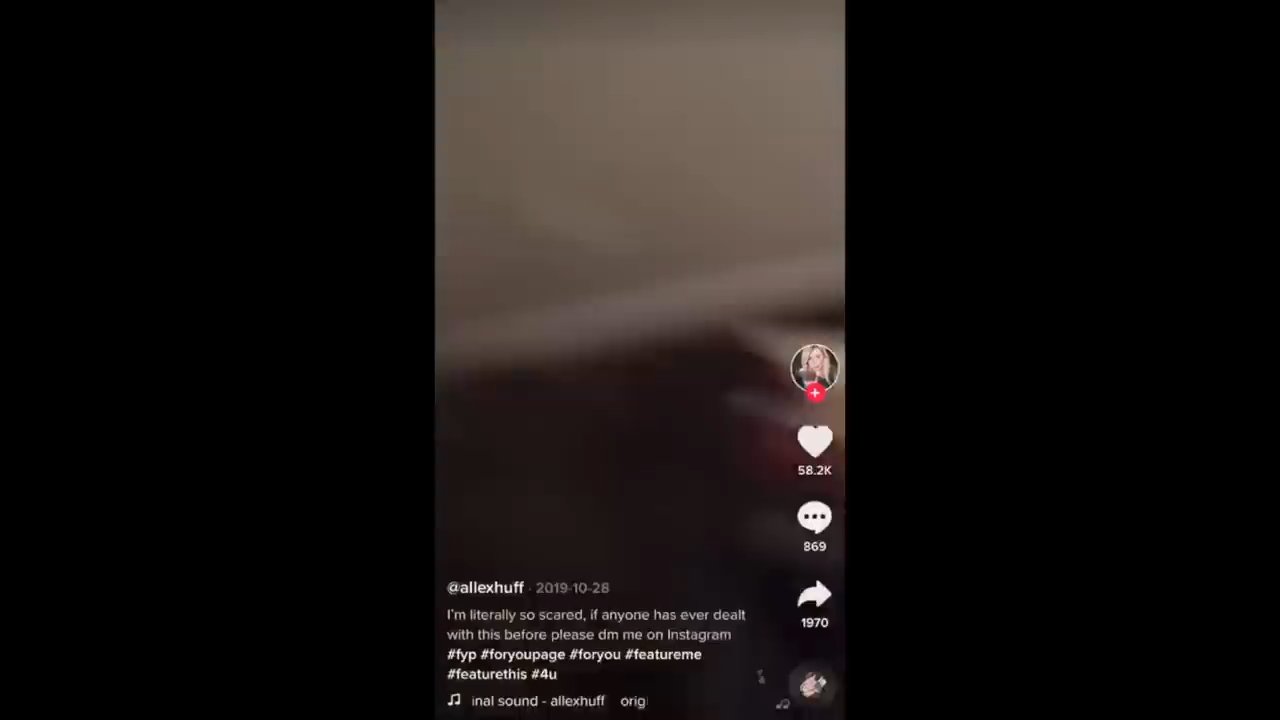 58.2K
869
@allexhuff · 2019-10-28
1970
I'm literally so scared, if anyone has ever dealt
with this before please dm me on Instagram
#fyp #foryoupage #foryou #featureme
#featurethis #4u
inal sound - allexhuff orig